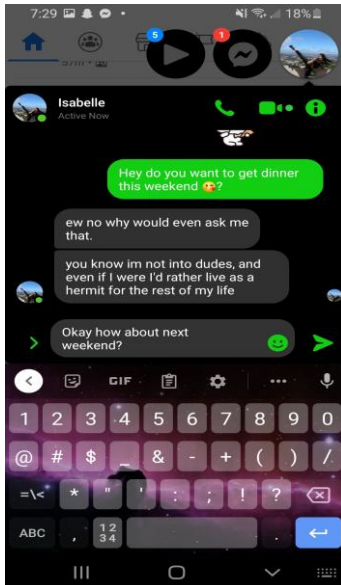 7:29
18%
5
1
Isabelle
Active Now
Hey do you want to get dinner
this weekend 😘?
ew no why would even ask me
that.
you know im not into dudes, and
even if I were I'd rather live as a
hermit for the rest of my life
Okay how about next
weekend?
GIF
1 2 3 4 5 6 7 8 9 0
@ # $ _ & - + ( ) /
=\< * " ' : ; ! ?
ABC , 12 .
34